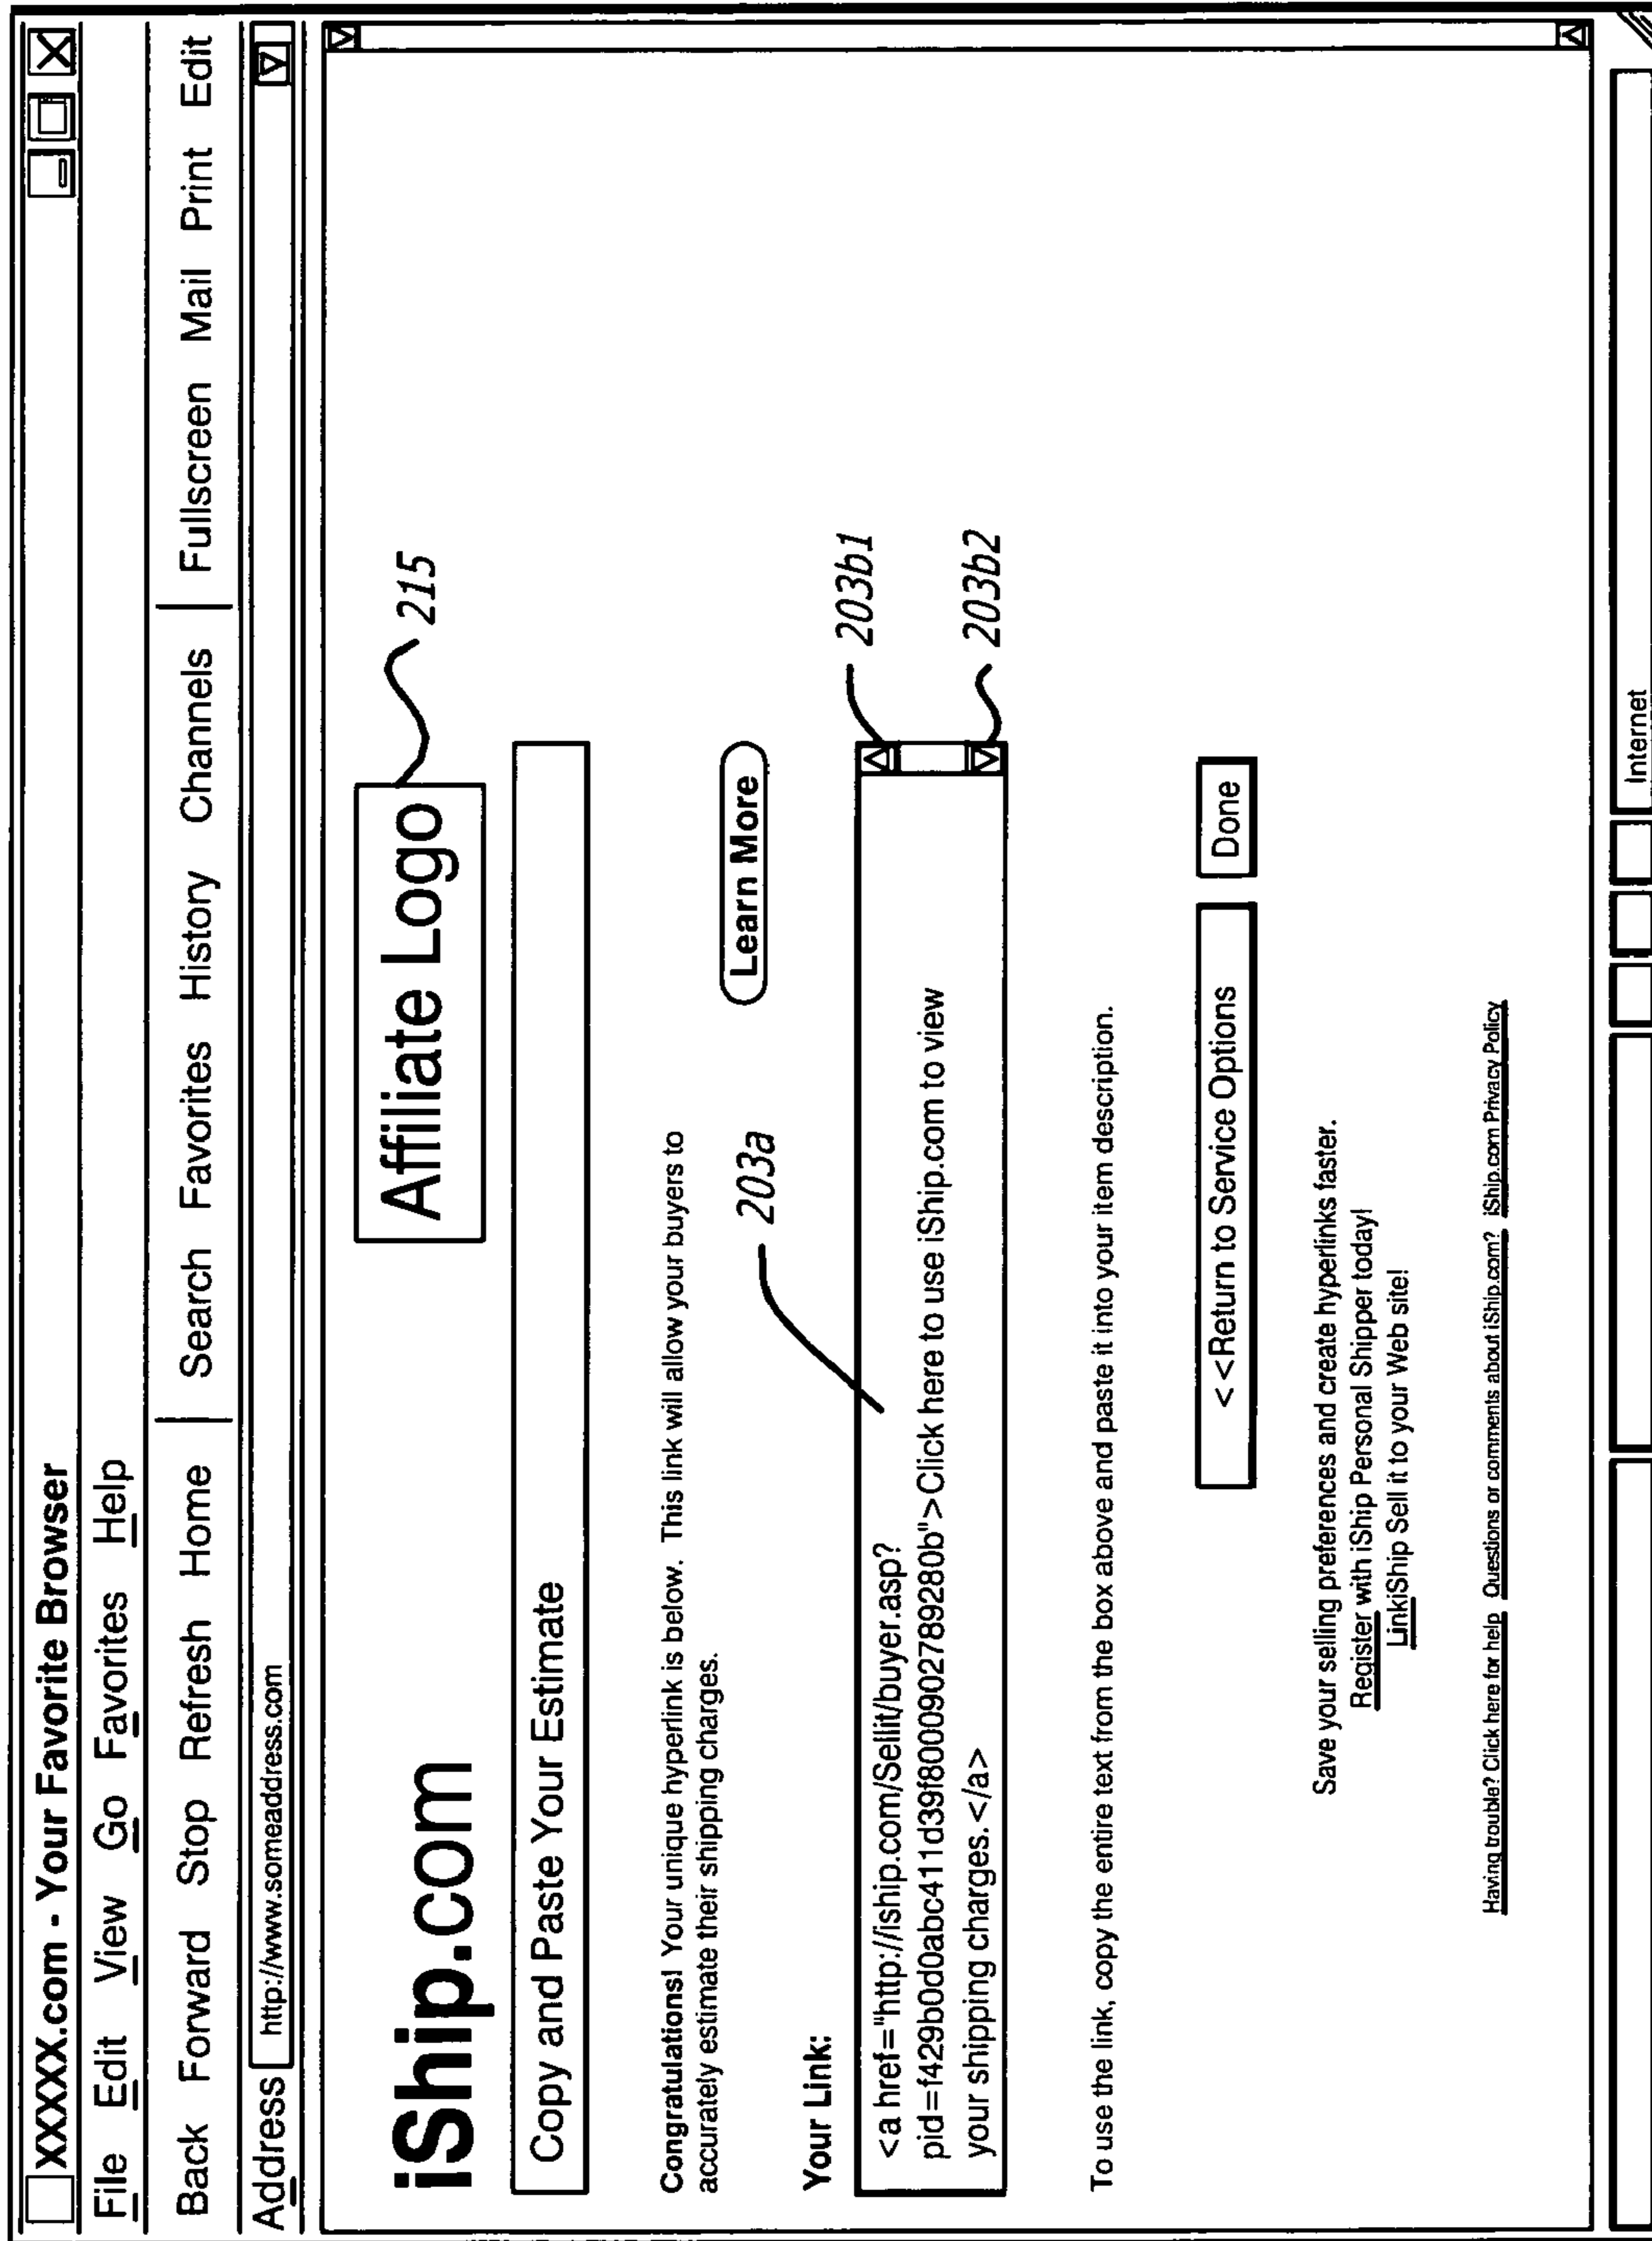 XXXXX.com - Your Favorite Browser
File Edit View Go Favorites Help
Back Forward Stop Refresh Home Search Favorites History Channels Fullscreen Mail Print Edit
Address http://www.someaddress.com
iShip.com Affiliate Logo 215
Copy and Paste Your Estimate
Congratulations! Your unique hyperlink is below. This link will allow your buyers to
accurately estimate their shipping charges.
Learn More
203a
Your Link:
203b1
<a href="http://iship.com/Sellit/buyer.asp?
pid=f429b0d0abc411d39f8000902789280b">Click here to use iShip.com to view
your shipping charges.</a>
203b2
To use the link, copy the entire text from the box above and paste it into your item description.
<<Return to Service Options Done
Save your selling preferences and create hyperlinks faster.
Register with iShip Personal Shipper today!
LinkiShip Sell it to your Web site!
Having trouble? Click here for help Questions or comments about iShip.com? iShip.com Privacy Policy
Internet